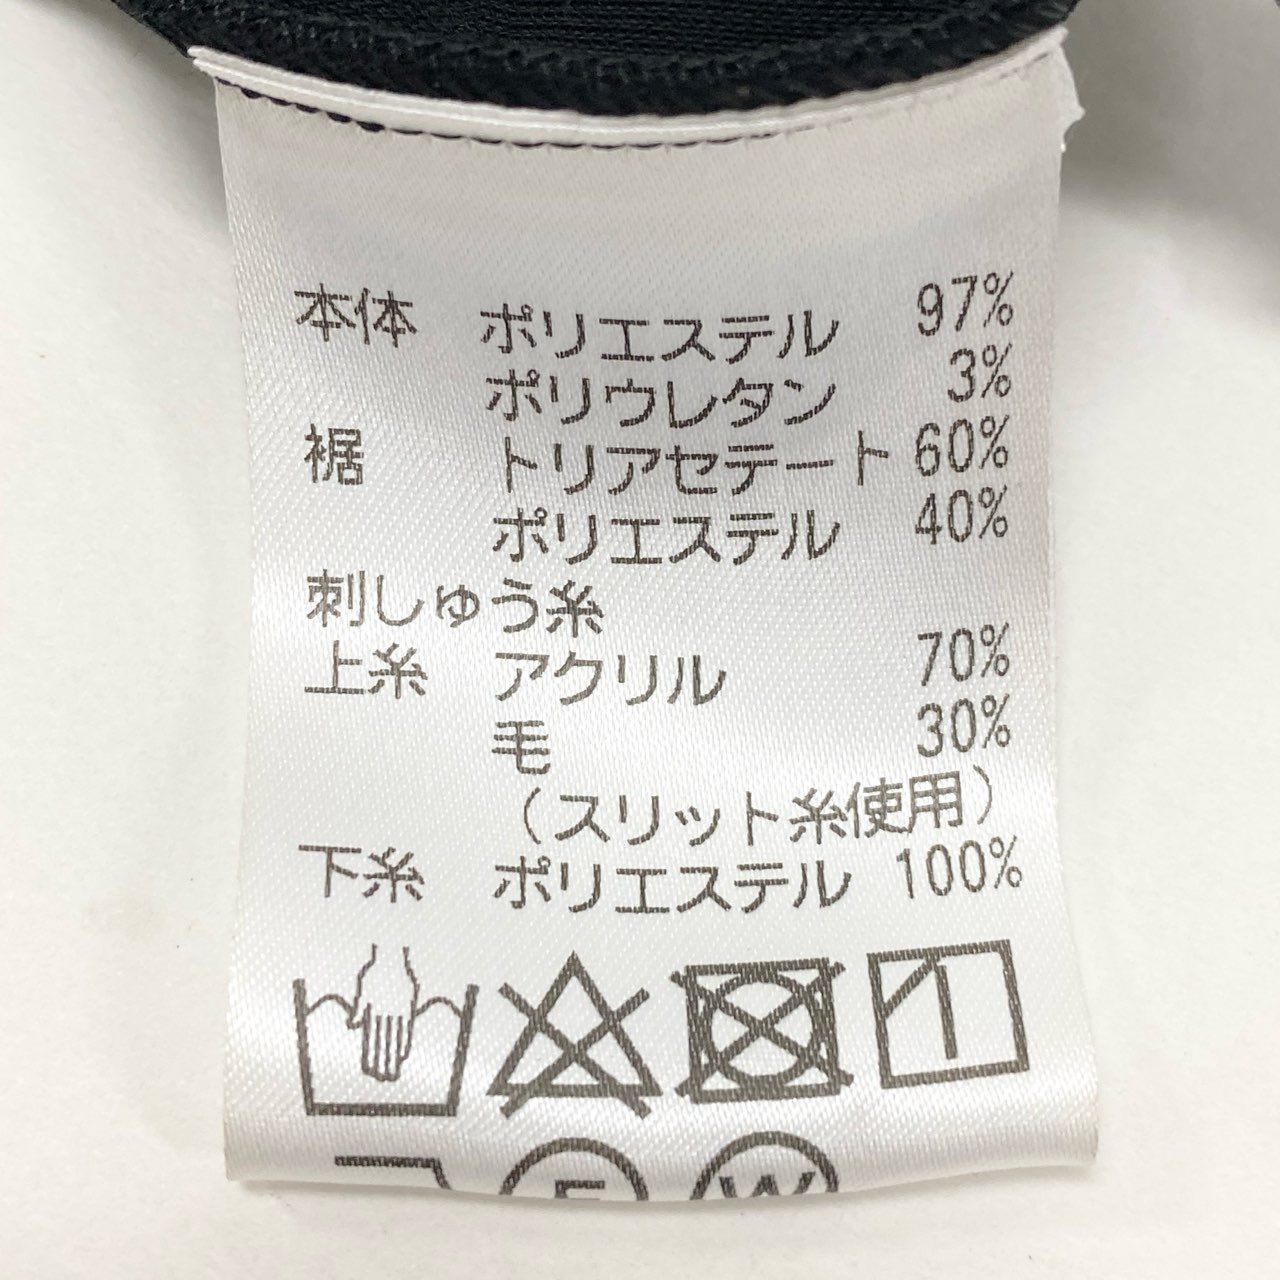 本体 ポリエステル 97%
ポリウレタン 3%
裾 トリアセテート 60%
ポリエステル 40%
刺しゅう糸
上糸 アクリル 70%
毛 30%
(スリット糸使用)
下糸 ポリエステル 100%
F W